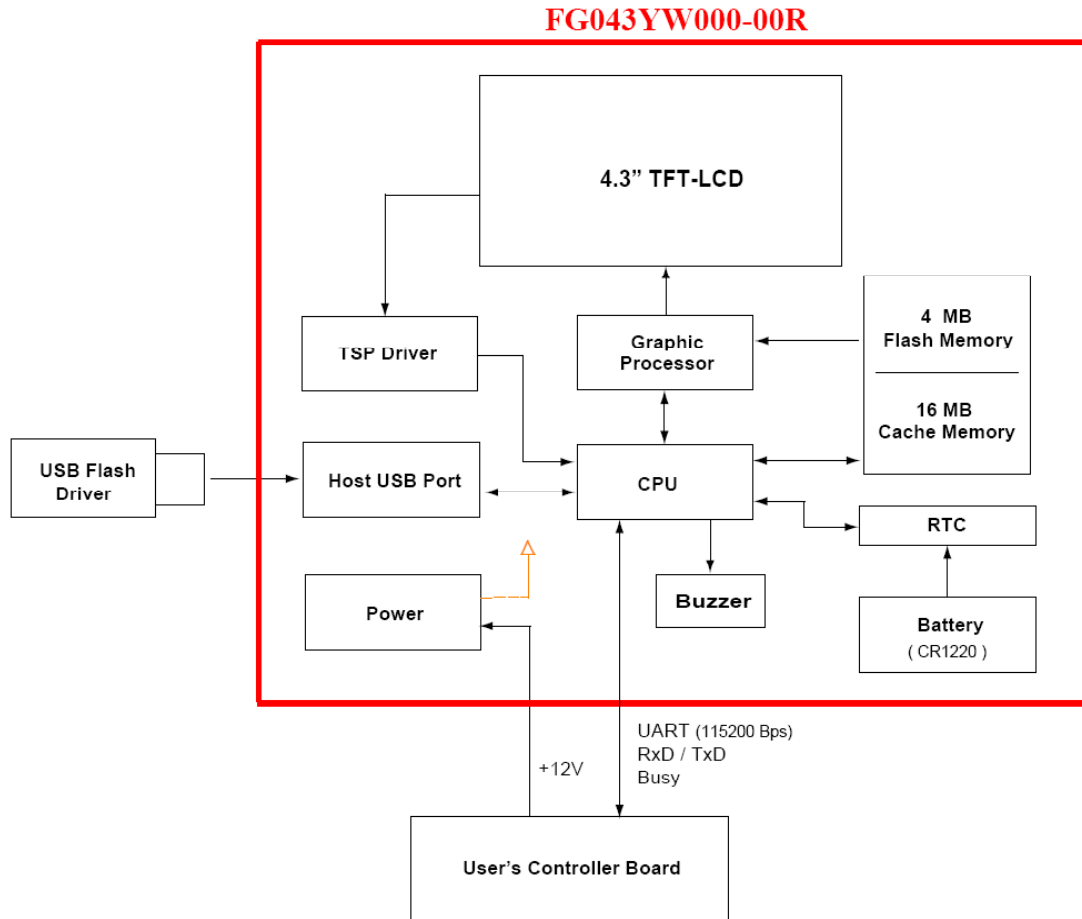 FG043YW000-00R
4.3” TFT-LCD
TSP Driver
Graphic
Processor
4 MB
Flash Memory
16 MB
Cache Memory
USB Flash
Driver
Host USB Port
CPU
RTC
Power
Buzzer
Battery
( CR1220 )
+12V
UART (115200 Bps)
RxD / TxD
Busy
User’s Controller Board